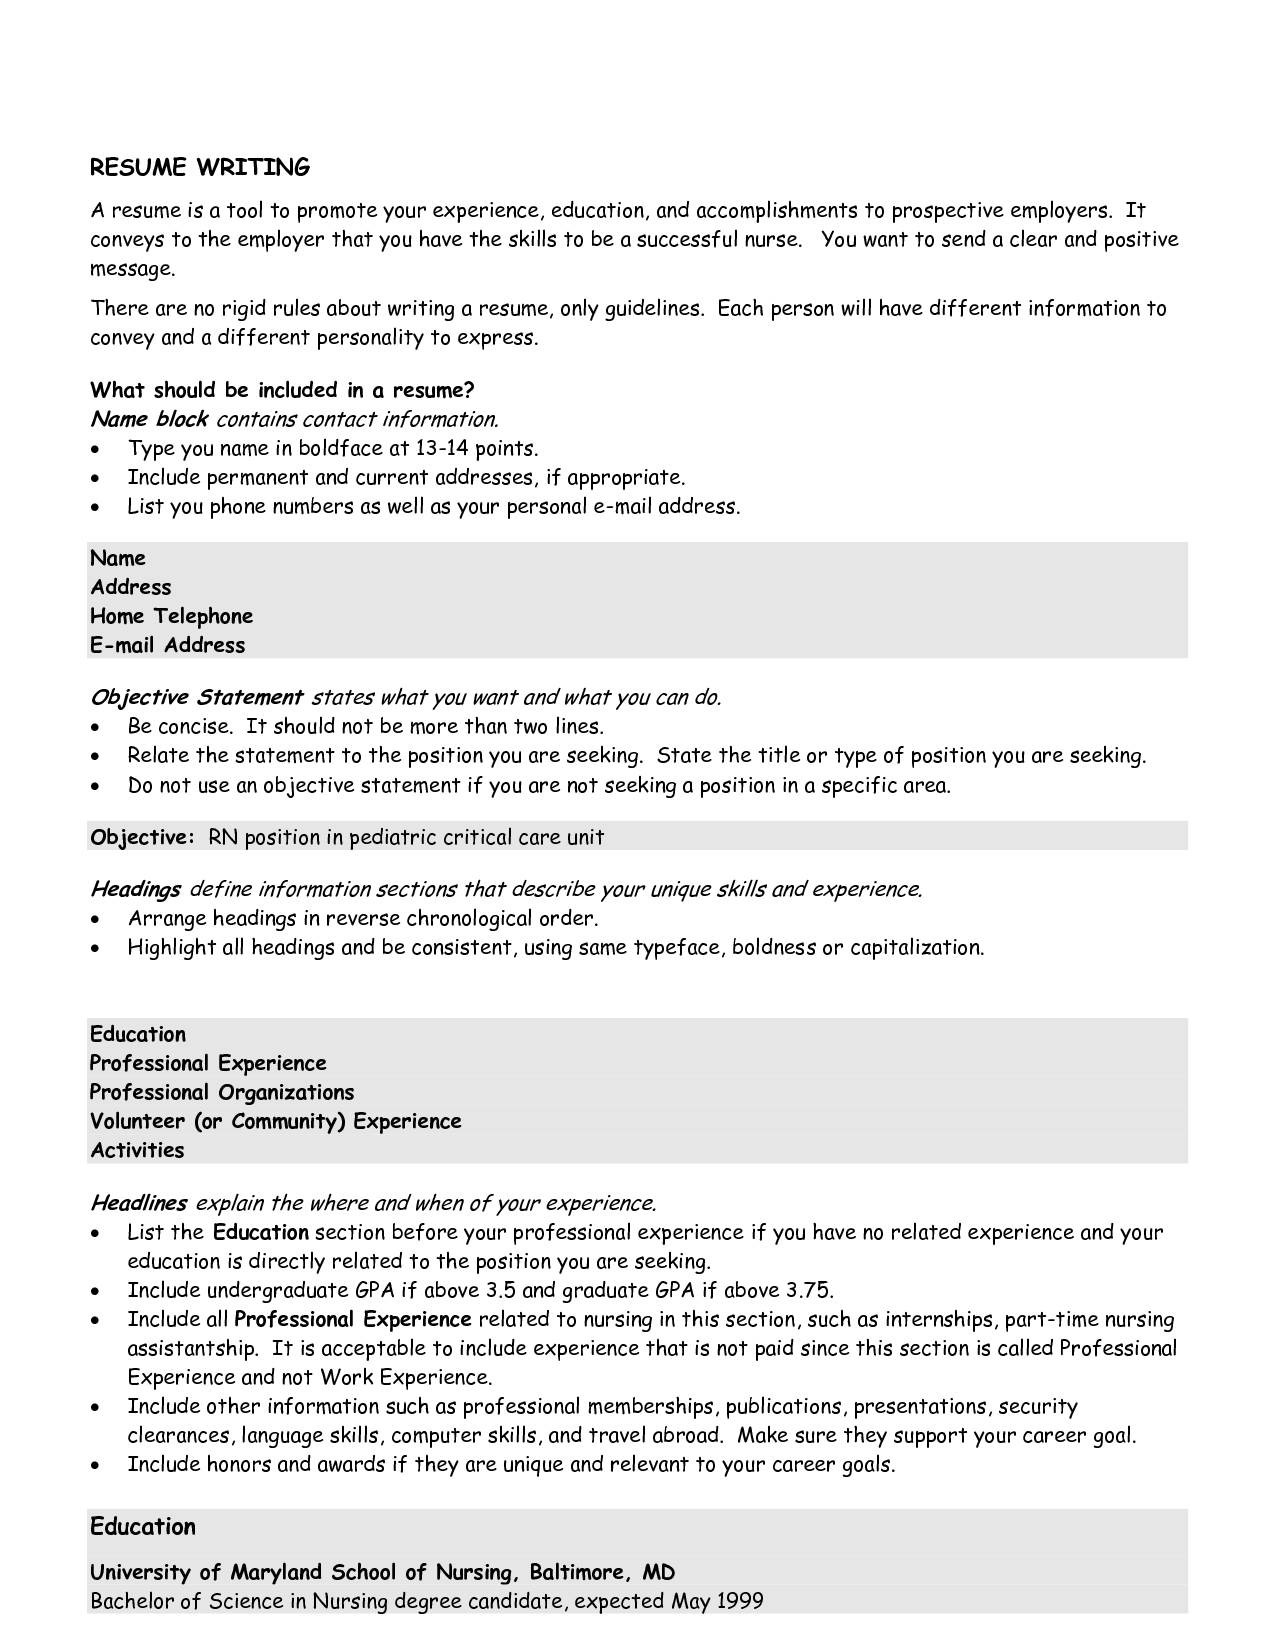 RESUME WRITING
A resume is a tool to promote your experience, education, and accomplishments to prospective employers.  It
conveys to the employer that you have the skills to be a successful nurse.   You want to send a clear and positive
message.
There are no rigid rules about writing a resume, only guidelines.  Each person will have different information to
convey and a different personality to express.
What should be included in a resume?
Name block contains contact information.
• Type you name in boldface at 13-14 points.
• Include permanent and current addresses, if appropriate.
• List you phone numbers as well as your personal e-mail address.
Name
Address
Home Telephone
E-mail Address
Objective Statement states what you want and what you can do.
• Be concise.  It should not be more than two lines.
• Relate the statement to the position you are seeking.  State the title or type of position you are seeking.
• Do not use an objective statement if you are not seeking a position in a specific area.
Objective:  RN position in pediatric critical care unit
Headings define information sections that describe your unique skills and experience.
• Arrange headings in reverse chronological order.
• Highlight all headings and be consistent, using same typeface, boldness or capitalization.
Education
Professional Experience
Professional Organizations
Volunteer (or Community) Experience
Activities
Headlines explain the where and when of your experience.
• List the Education section before your professional experience if you have no related experience and your
education is directly related to the position you are seeking.
• Include undergraduate GPA if above 3.5 and graduate GPA if above 3.75.
• Include all Professional Experience related to nursing in this section, such as internships, part-time nursing
assistantship.  It is acceptable to include experience that is not paid since this section is called Professional
Experience and not Work Experience.
• Include other information such as professional memberships, publications, presentations, security
clearances, language skills, computer skills, and travel abroad.  Make sure they support your career goal.
• Include honors and awards if they are unique and relevant to your career goals.
Education
University of Maryland School of Nursing, Baltimore, MD
Bachelor of Science in Nursing degree candidate, expected May 1999